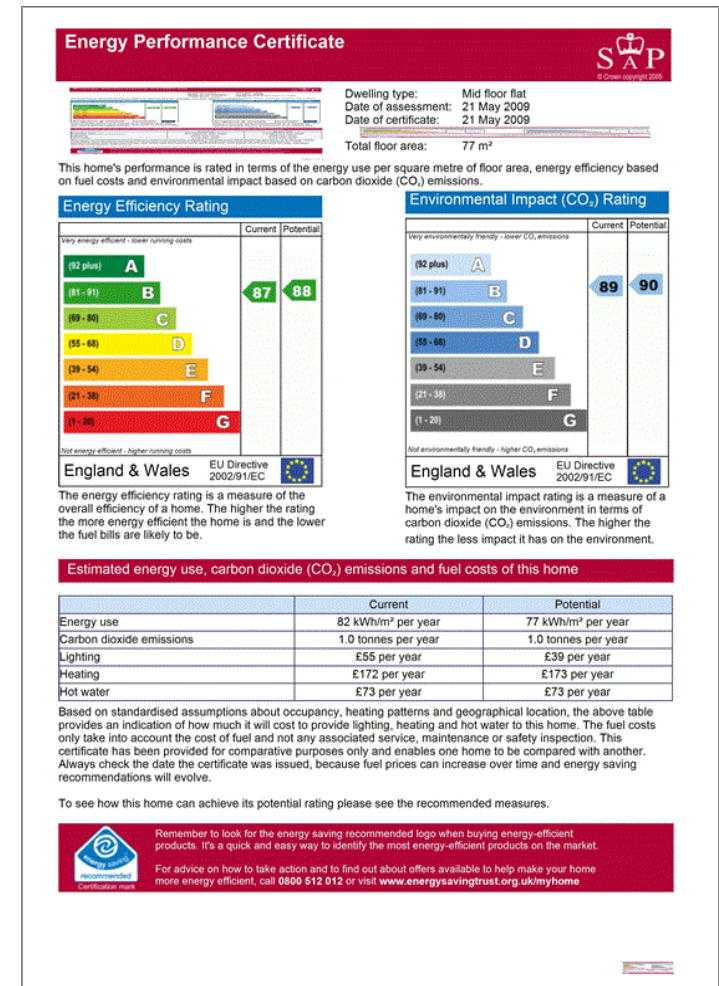 Energy Performance Certificate
SAP
© Crown copyright 2005
Dwelling type: Mid floor flat
Date of assessment: 21 May 2009
Date of certificate: 21 May 2009
Total floor area: 77 m²
This home's performance is rated in terms of the energy use per square metre of floor area, energy efficiency based
on fuel costs and environmental impact based on carbon dioxide (CO₂) emissions.
Energy Efficiency Rating
Current Potential
Very energy efficient - lower running costs
(92 plus) A
(81 - 91) B 87 88
(69 - 80) C
(55 - 68) D
(39 - 54) E
(21 - 38) F
(1 - 20) G
Not energy efficient - higher running costs
England & Wales
EU Directive
2002/91/EC
The energy efficiency rating is a measure of the
overall efficiency of a home. The higher the rating
the more energy efficient the home is and the lower
the fuel bills are likely to be.
Environmental Impact (CO₂) Rating
Current Potential
Very environmentally friendly - lower CO₂ emissions
(92 plus) A
(81 - 91) B 89 90
(69 - 80) C
(55 - 68) D
(39 - 54) E
(21 - 38) F
(1 - 20) G
Not environmentally friendly - higher CO₂ emissions
England & Wales
EU Directive
2002/91/EC
The environmental impact rating is a measure of a
home's impact on the environment in terms of
carbon dioxide (CO₂) emissions. The higher the
rating the less impact it has on the environment.
Estimated energy use, carbon dioxide (CO₂) emissions and fuel costs of this home
Current Potential
Energy use 82 kWh/m² per year 77 kWh/m² per year
Carbon dioxide emissions 1.0 tonnes per year 1.0 tonnes per year
Lighting £55 per year £39 per year
Heating £172 per year £173 per year
Hot water £73 per year £73 per year
Based on standardised assumptions about occupancy, heating patterns and geographical location, the above table
provides an indication of how much it will cost to provide lighting, heating and hot water to this home. The fuel costs
only take into account the cost of fuel and not any associated service, maintenance or safety inspection. This
certificate has been provided for comparative purposes only and enables one home to be compared with another.
Always check the date the certificate was issued, because fuel prices can increase over time and energy saving
recommendations will evolve.
To see how this home can achieve its potential rating please see the recommended measures.
energy saving
recommended
Certification mark
Remember to look for the energy saving recommended logo when buying energy-efficient
products. It's a quick and easy way to identify the most energy-efficient products on the market.
For advice on how to take action and to find out about offers available to help make your home
more energy efficient, call 0800 512 012 or visit www.energysavingtrust.org.uk/myhome